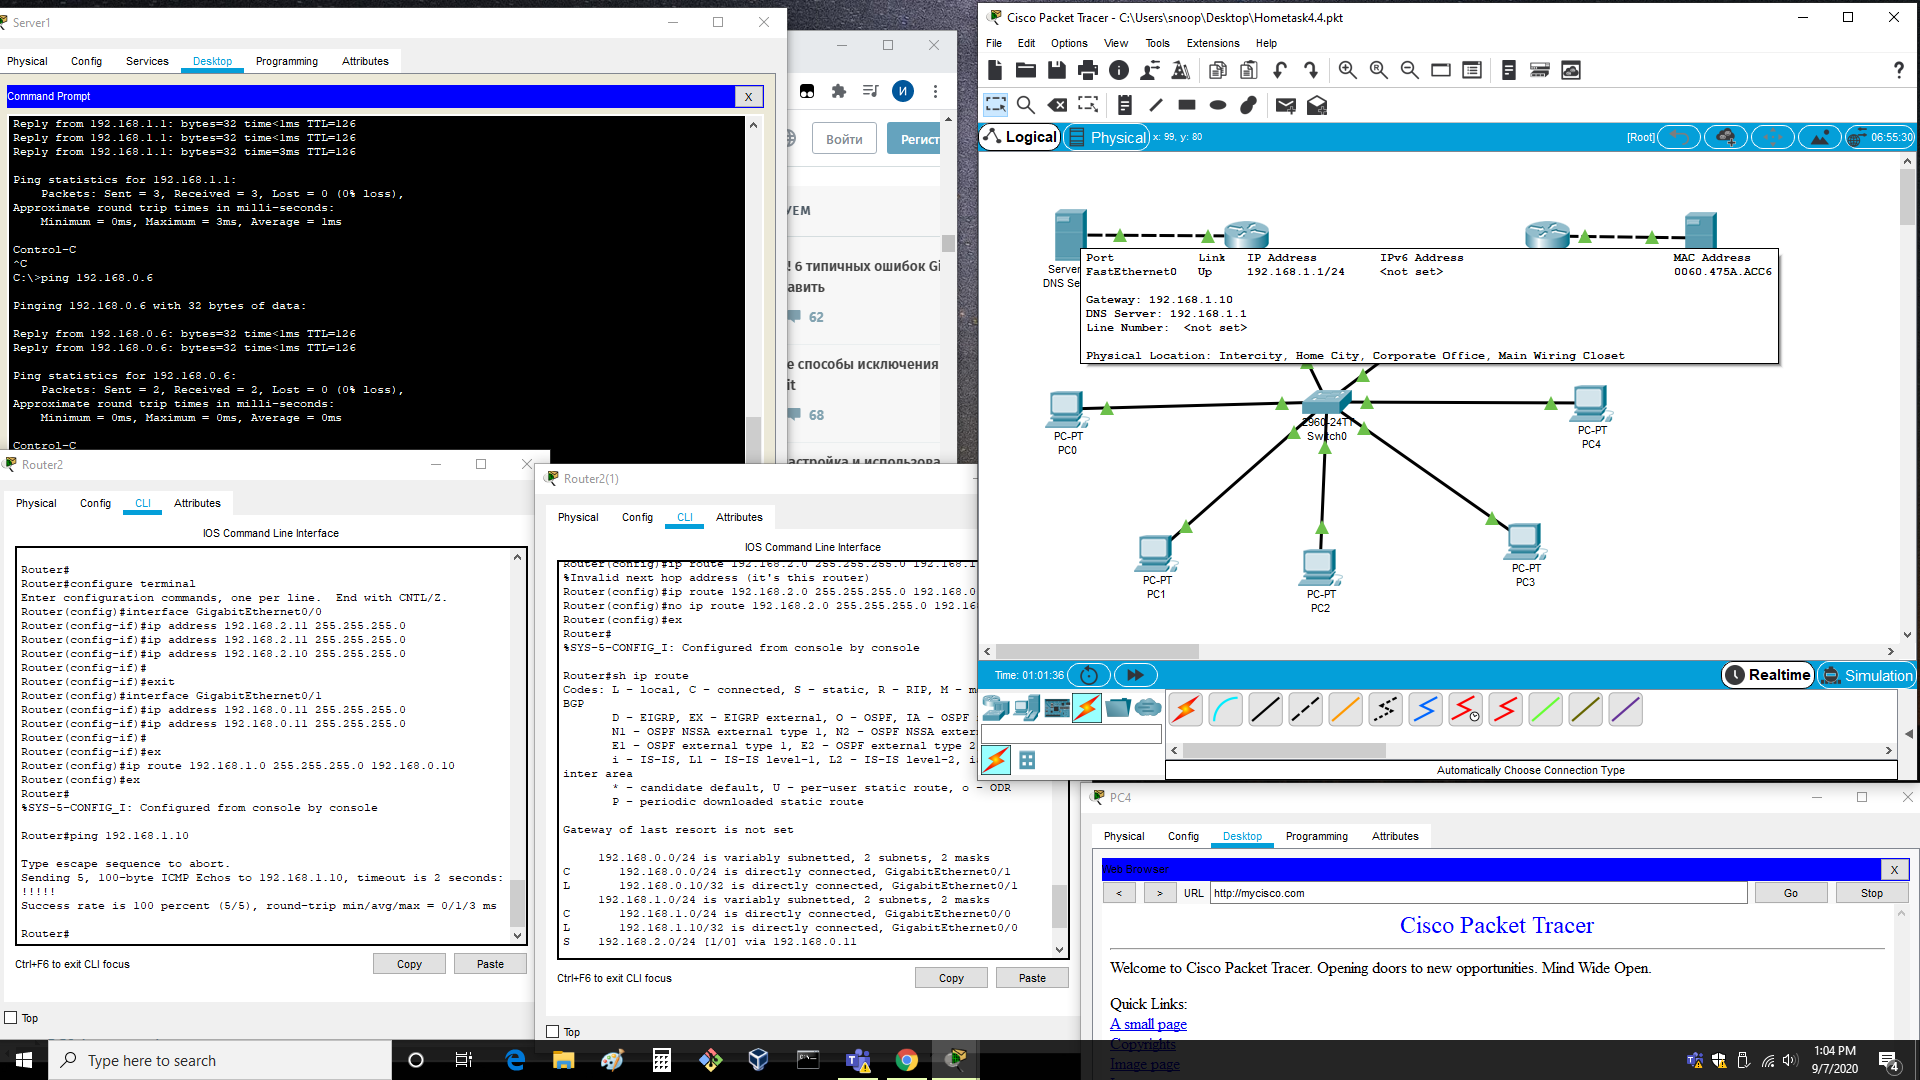 Server1
Physical Config Services Desktop Programming Attributes
Command Prompt X
Reply from 192.168.1.1: bytes=32 time<1ms TTL=126
Reply from 192.168.1.1: bytes=32 time<1ms TTL=126
Reply from 192.168.1.1: bytes=32 time=3ms TTL=126
Ping statistics for 192.168.1.1:
Packets: Sent = 3, Received = 3, Lost = 0 (0% loss),
Approximate round trip times in milli-seconds:
Minimum = 0ms, Maximum = 3ms, Average = 1ms
Control-C
^C
C:\>ping 192.168.0.6
Pinging 192.168.0.6 with 32 bytes of data:
Reply from 192.168.0.6: bytes=32 time<1ms TTL=126
Reply from 192.168.0.6: bytes=32 time<1ms TTL=126
Ping statistics for 192.168.0.6:
Packets: Sent = 2, Received = 2, Lost = 0 (0% loss),
Approximate round trip times in milli-seconds:
Minimum = 0ms, Maximum = 0ms, Average = 0ms
Control-C
И
Войти Регист
УЕМ
! 6 типичных ошибок Gi
авить
62
е способы исключения
it
68
астройка и использова
Cisco Packet Tracer - C:\Users\snoop\Desktop\Hometask4.4.pkt
File Edit Options View Tools Extensions Help
?
Logical Physical x: 99, y: 80 [Root] 06:55:30
Server
DNS Se
Port Link IP Address IPv6 Address MAC Address
FastEthernet0 Up 192.168.1.1/24 <not set> 0060.475A.ACC6
Gateway: 192.168.1.10
DNS Server: 192.168.1.1
Line Number: <not set>
Physical Location: Intercity, Home City, Corporate Office, Main Wiring Closet
2960-24TT
Switch0
PC-PT
PC0
PC-PT
PC4
PC-PT
PC1
PC-PT
PC2
PC-PT
PC3
Time: 01:01:36 Realtime Simulation
Automatically Choose Connection Type
Router2
Physical Config CLI Attributes
IOS Command Line Interface
Router#
Router#configure terminal
Enter configuration commands, one per line. End with CNTL/Z.
Router(config)#interface GigabitEthernet0/0
Router(config-if)#ip address 192.168.2.11 255.255.255.0
Router(config-if)#ip address 192.168.2.11 255.255.255.0
Router(config-if)#ip address 192.168.2.10 255.255.255.0
Router(config-if)#
Router(config-if)#exit
Router(config)#interface GigabitEthernet0/1
Router(config-if)#ip address 192.168.0.11 255.255.255.0
Router(config-if)#ip address 192.168.0.11 255.255.255.0
Router(config-if)#
Router(config-if)#ex
Router(config)#ip route 192.168.1.0 255.255.255.0 192.168.0.10
Router(config)#ex
Router#
%SYS-5-CONFIG_I: Configured from console by console
Router#ping 192.168.1.10
Type escape sequence to abort.
Sending 5, 100-byte ICMP Echos to 192.168.1.10, timeout is 2 seconds:
!!!!!
Success rate is 100 percent (5/5), round-trip min/avg/max = 0/1/3 ms
Router#
Ctrl+F6 to exit CLI focus Copy Paste
Top
Router2(1)
Physical Config CLI Attributes
IOS Command Line Interface
Router(config)#ip route 192.168.2.0 255.255.255.0 192.168.1
%Invalid next hop address (it's this router)
Router(config)#ip route 192.168.2.0 255.255.255.0 192.168.0
Router(config)#no ip route 192.168.2.0 255.255.255.0 192.16
Router(config)#ex
Router#
%SYS-5-CONFIG_I: Configured from console by console
Router#sh ip route
Codes: L - local, C - connected, S - static, R - RIP, M - m
BGP
D - EIGRP, EX - EIGRP external, O - OSPF, IA - OSPF
N1 - OSPF NSSA external type 1, N2 - OSPF NSSA exter
E1 - OSPF external type 1, E2 - OSPF external type 2
i - IS-IS, L1 - IS-IS level-1, L2 - IS-IS level-2, i
inter area
* - candidate default, U - per-user static route, o - ODR
P - periodic downloaded static route
Gateway of last resort is not set
192.168.0.0/24 is variably subnetted, 2 subnets, 2 masks
C 192.168.0.0/24 is directly connected, GigabitEthernet0/1
L 192.168.0.10/32 is directly connected, GigabitEthernet0/1
192.168.1.0/24 is variably subnetted, 2 subnets, 2 masks
C 192.168.1.0/24 is directly connected, GigabitEthernet0/0
L 192.168.1.10/32 is directly connected, GigabitEthernet0/0
S 192.168.2.0/24 [1/0] via 192.168.0.11
Ctrl+F6 to exit CLI focus Copy Paste
Top
PC4
Physical Config Desktop Programming Attributes
Web Browser X
< > URL http://mycisco.com Go Stop
Cisco Packet Tracer
Welcome to Cisco Packet Tracer. Opening doors to new opportunities. Mind Wide Open.
Quick Links:
A small page
Copyrights
Image page
Type here to search
1:04 PM
9/7/2020
4